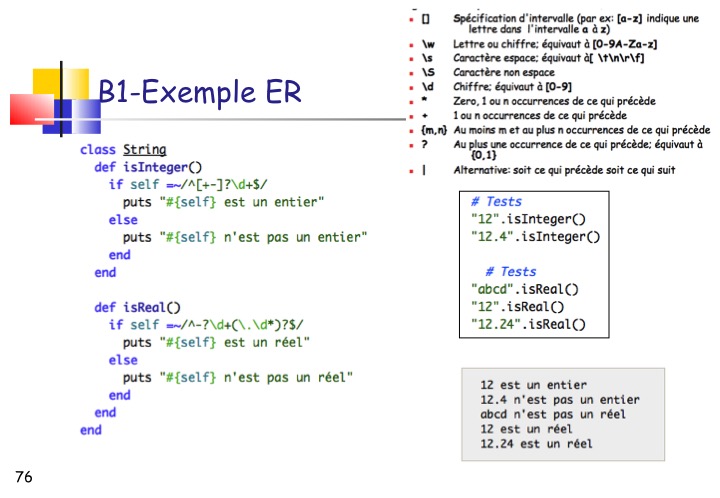 [] Spécification d'intervalle (par ex: [a-z] indique une
lettre dans l'intervalle a à z)
\w Lettre ou chiffre; équivaut à [0-9A-Za-z]
\s Caractère espace; équivaut à[ \t\n\r\f]
\S Caractère non espace
\d Chiffre; équivaut à [0-9]
* Zero, 1 ou n occurrences de ce qui précède
+ 1 ou n occurrences de ce qui précède
{m,n} Au moins m et au plus n occurrences de ce qui précède
? Au plus une occurrence de ce qui précède; équivaut à
{0,1}
| Alternative: soit ce qui précède soit ce qui suit
B1-Exemple ER
class String
def isInteger()
if self =~/^[+-]?\d+$/
puts "#{self} est un entier"
else
puts "#{self} n'est pas un entier"
end
end
def isReal()
if self =~/^-?\d+(\.\d*)?$/
puts "#{self} est un réel"
else
puts "#{self} n'est pas un réel"
end
end
end
# Tests
"12".isInteger()
"12.4".isInteger()
# Tests
"abcd".isReal()
"12".isReal()
"12.24".isReal()
12 est un entier
12.4 n'est pas un entier
abcd n'est pas un réel
12 est un réel
12.24 est un réel
76